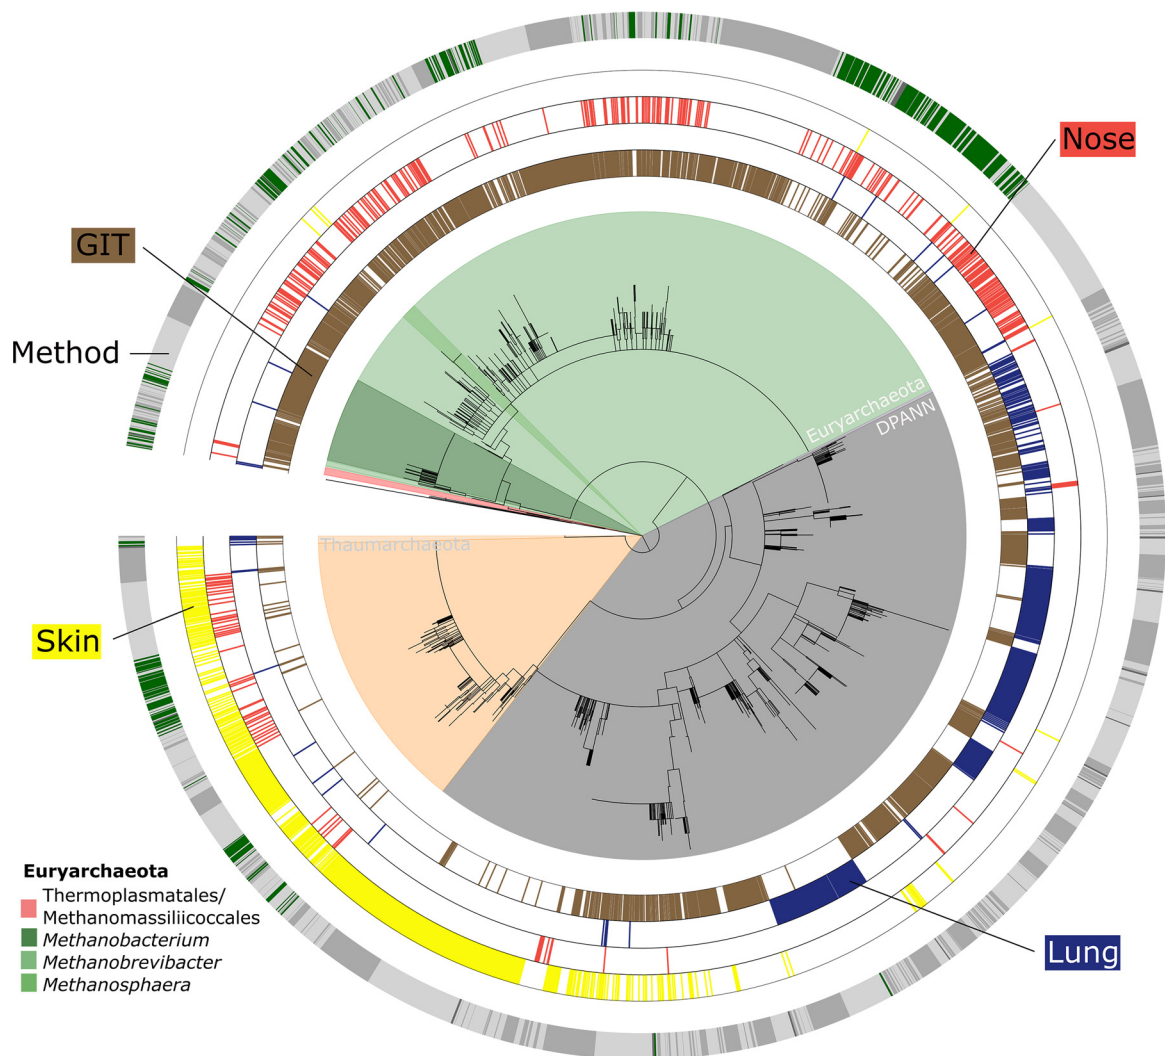 Nose
GIT
Method
Euryarchaeota
DPANN
Thaumarchaeota
Skin
Lung
Euryarchaeota
Thermoplasmatales/
Methanomassiliicoccales
Methanobacterium
Methanobrevibacter
Methanosphaera